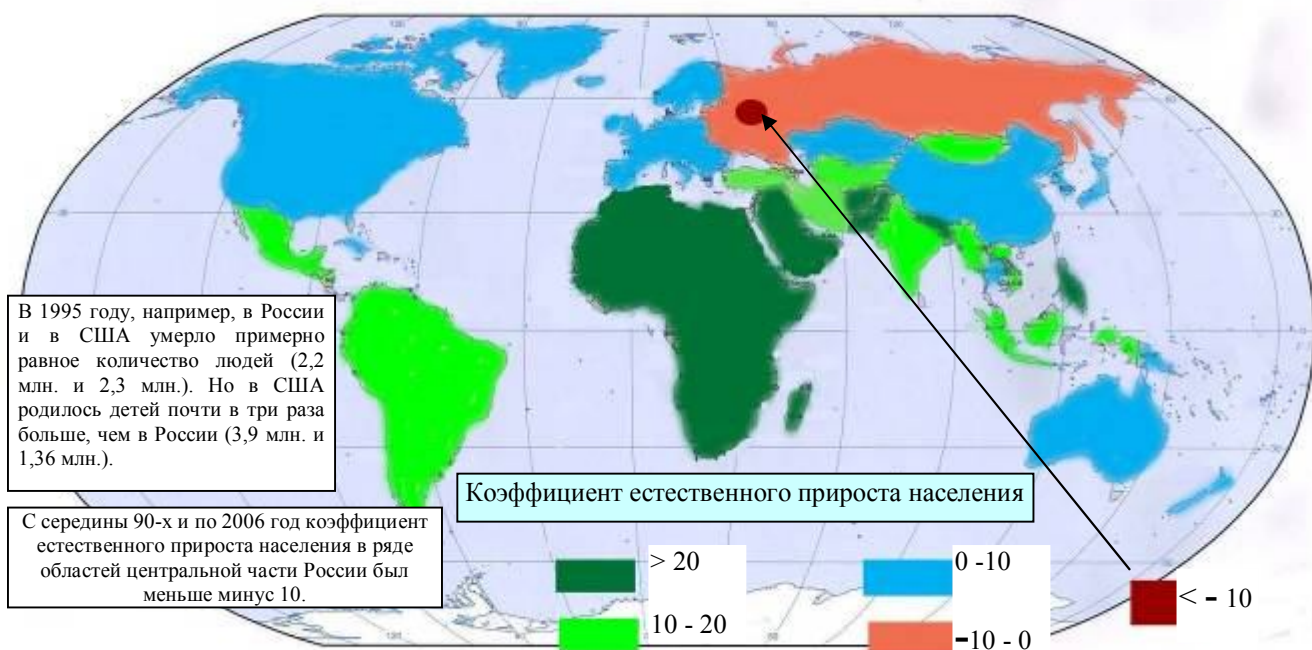 В 1995 году, например, в России
и в США умерло примерно
равное количество людей (2,2
млн. и 2,3 млн.). Но в США
родилось детей почти в три раза
больше, чем в России (3,9 млн. и
1,36 млн.).
Коэффициент естественного прироста населения
С середины 90-х и по 2006 год коэффициент
естественного прироста населения в ряде
областей центральной части России был
меньше минус 10.
> 20
0 -10
< - 10
10 - 20
-10 - 0